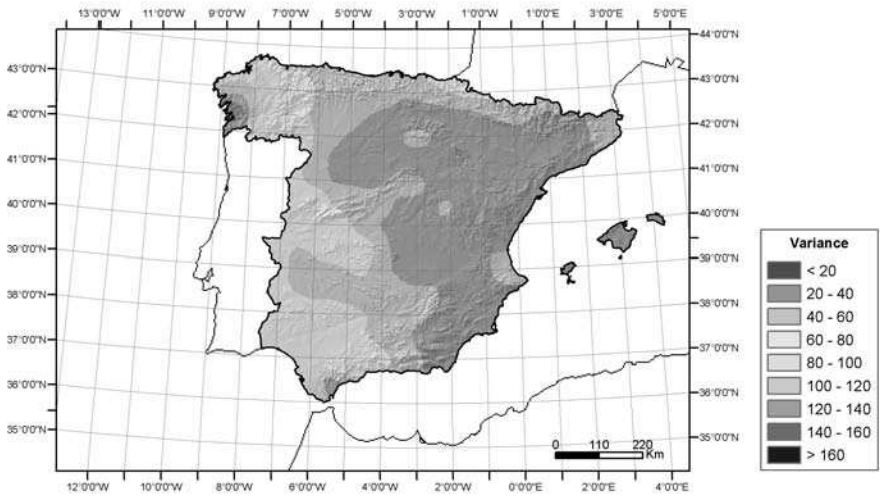 13°0'0"W 11°0'0"W 9°0'0"W 7°0'0"W 5°0'0"W 3°0'0"W 1°0'0"W 1°0'0"E 3°0'0"E 5°0'0"E
43°0'0"N
42°0'0"N
41°0'0"N
40°0'0"N
39°0'0"N
38°0'0"N
37°0'0"N
36°0'0"N
35°0'0"N
44°0'0"N
43°0'0"N
42°0'0"N
41°0'0"N
40°0'0"N
39°0'0"N
38°0'0"N
37°0'0"N
36°0'0"N
35°0'0"N
Variance
< 20
20 - 40
40 - 60
60 - 80
80 - 100
100 - 120
120 - 140
140 - 160
> 160
0 110 220
Km
12°0'0"W 10°0'0"W 8°0'0"W 6°0'0"W 4°0'0"W 2°0'0"W 0°0'0"E 2°0'0"E 4°0'0"E